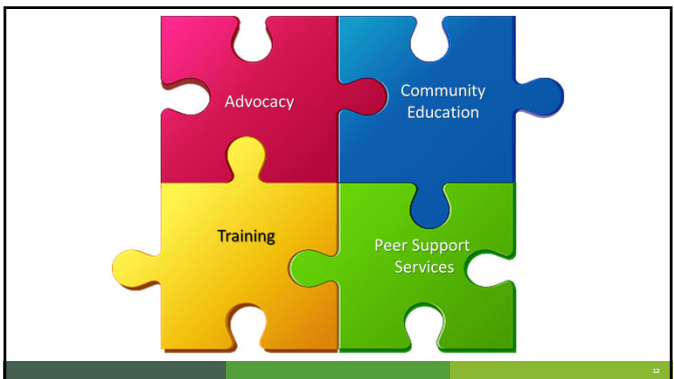 Advocacy
Community
Education
Training
Peer Support
Services
12